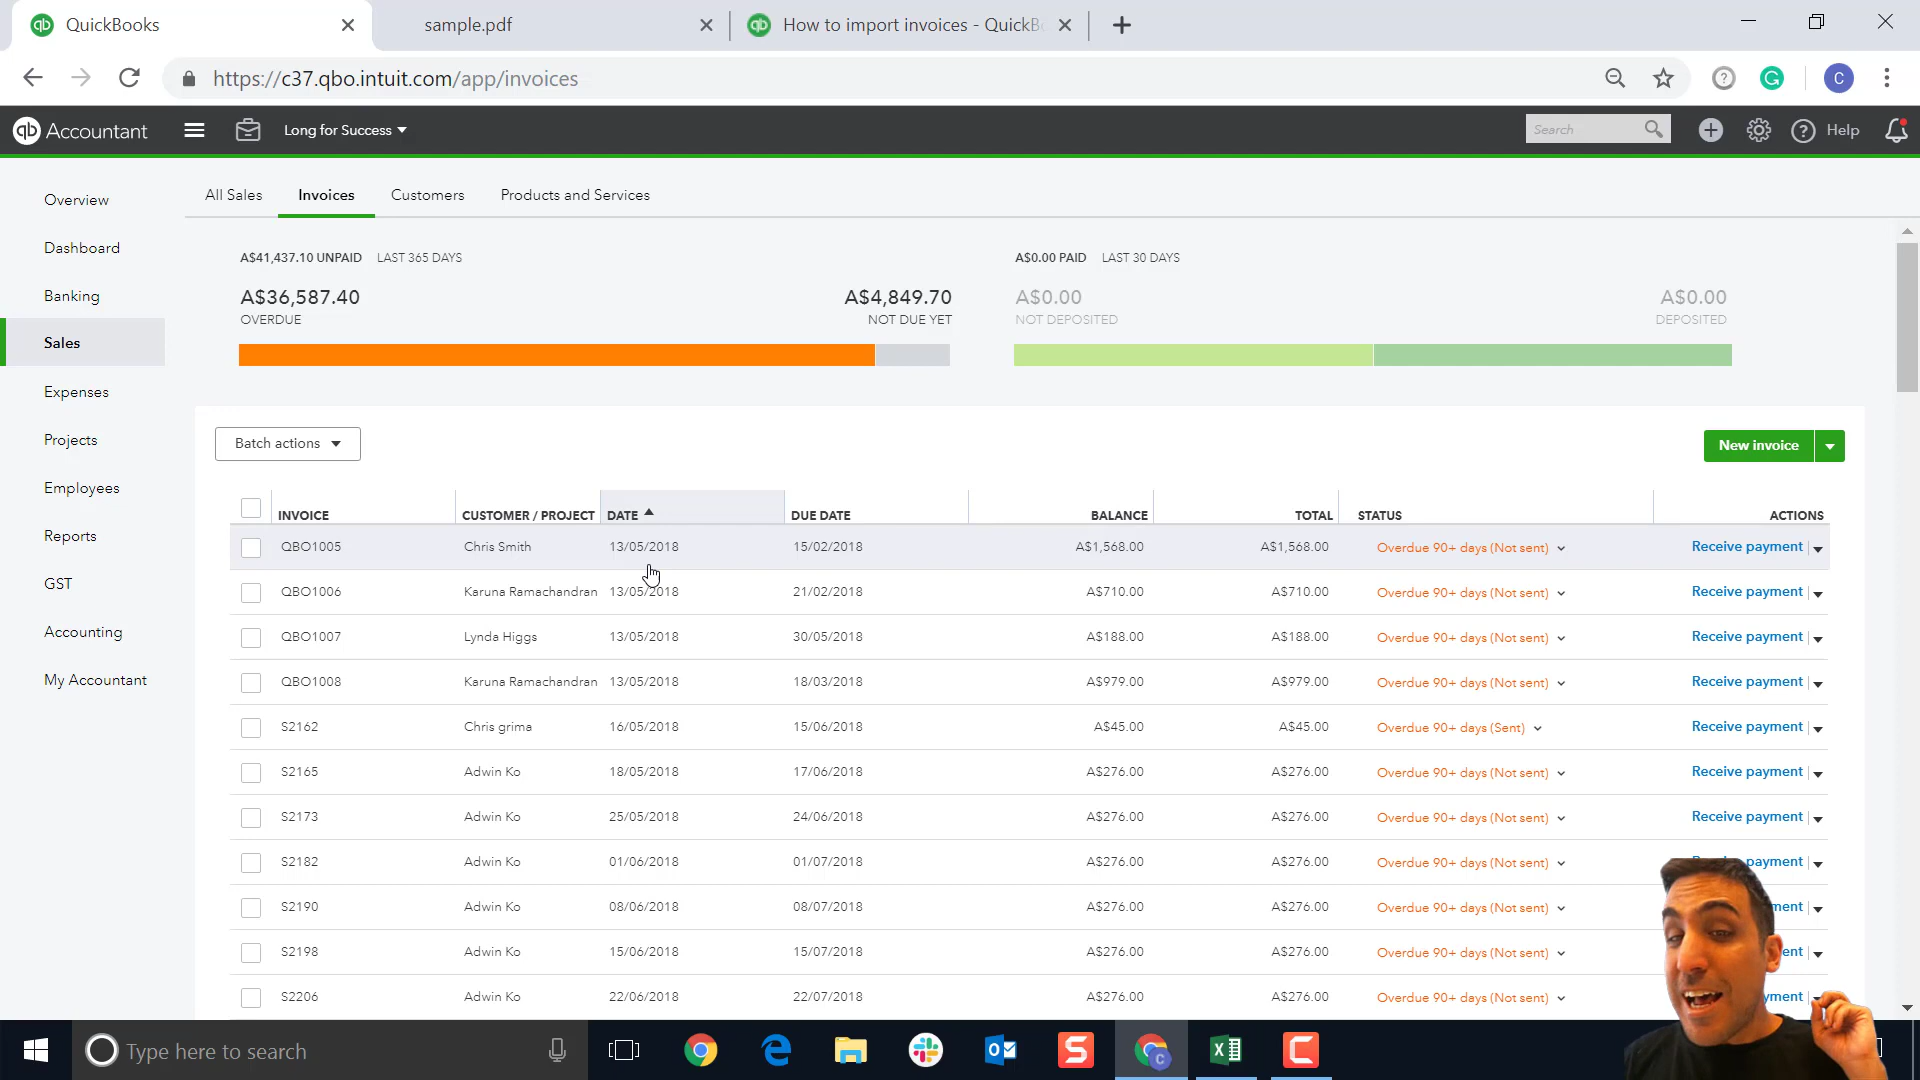 QuickBooks
sample.pdf
How to import invoices - QuickB
https://c37.qbo.intuit.com/app/invoices
C
qb Accountant
Long for Success
Search
Help
Overview
Dashboard
Banking
Sales
Expenses
Projects
Employees
Reports
GST
Accounting
My Accountant
All Sales Invoices Customers Products and Services
A$41,437.10 UNPAID LAST 365 DAYS
A$36,587.40 A$4,849.70
OVERDUE NOT DUE YET
A$0.00 PAID LAST 30 DAYS
A$0.00 A$0.00
NOT DEPOSITED DEPOSITED
Batch actions
New invoice
INVOICE CUSTOMER / PROJECT DATE DUE DATE BALANCE TOTAL STATUS ACTIONS
QBO1005 Chris Smith 13/05/2018 15/02/2018 A$1,568.00 A$1,568.00 Overdue 90+ days (Not sent) Receive payment
QBO1006 Karuna Ramachandran 13/05/2018 21/02/2018 A$710.00 A$710.00 Overdue 90+ days (Not sent) Receive payment
QBO1007 Lynda Higgs 13/05/2018 30/05/2018 A$188.00 A$188.00 Overdue 90+ days (Not sent) Receive payment
QBO1008 Karuna Ramachandran 13/05/2018 18/03/2018 A$979.00 A$979.00 Overdue 90+ days (Not sent) Receive payment
S2162 Chris grima 16/05/2018 15/06/2018 A$45.00 A$45.00 Overdue 90+ days (Sent) Receive payment
S2165 Adwin Ko 18/05/2018 17/06/2018 A$276.00 A$276.00 Overdue 90+ days (Not sent) Receive payment
S2173 Adwin Ko 25/05/2018 24/06/2018 A$276.00 A$276.00 Overdue 90+ days (Not sent) Receive payment
S2182 Adwin Ko 01/06/2018 01/07/2018 A$276.00 A$276.00 Overdue 90+ days (Not sent) payment
S2190 Adwin Ko 08/06/2018 08/07/2018 A$276.00 A$276.00 Overdue 90+ days (Not sent) ment
S2198 Adwin Ko 15/06/2018 15/07/2018 A$276.00 A$276.00 Overdue 90+ days (Not sent) ent
S2206 Adwin Ko 22/06/2018 22/07/2018 A$276.00 A$276.00 Overdue 90+ days (Not sent) yment
Type here to search